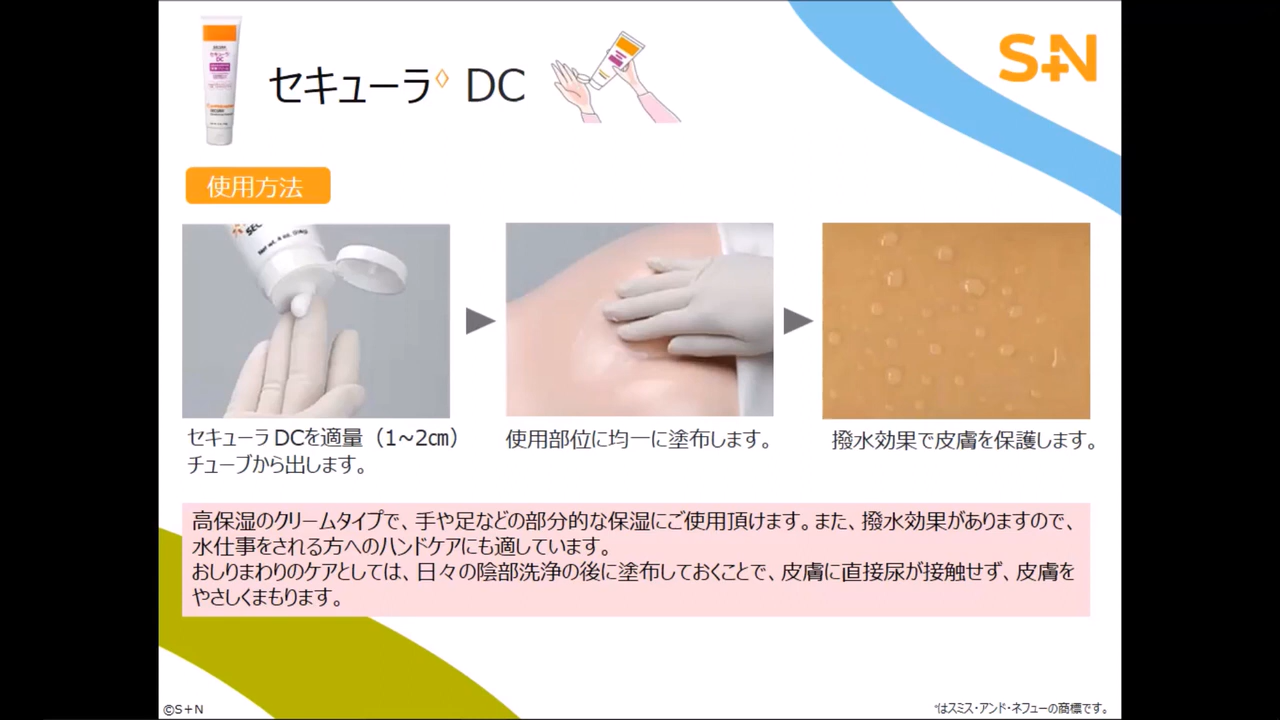 セキューラ◊ DC
S+N
使用方法
SEC
Net wt. 4 oz. (114g)
セキューラ DCを適量（1~2㎝）
チューブから出します。
使用部位に均一に塗布します。
撥水効果で皮膚を保護します。
高保湿のクリームタイプで、手や足などの部分的な保湿にご使用頂けます。また、撥水効果がありますので、
水仕事をされる方へのハンドケアにも適しています。
おしりまわりのケアとしては、日々の陰部洗浄の後に塗布しておくことで、皮膚に直接尿が接触せず、皮膚を
やさしくまもります。
©S+N
◊はスミス・アンド・ネフューの商標です。